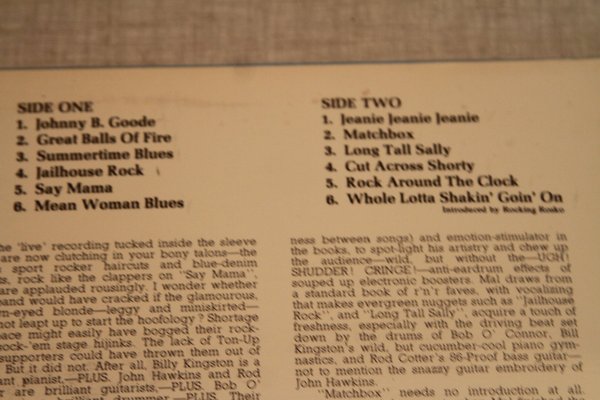 SIDE ONE
1. Johnny B. Goode
2. Great Balls Of Fire
3. Summertime Blues
4. Jailhouse Rock
5. Say Mama
6. Mean Woman Blues
SIDE TWO
1. Jeanie Jeanie Jeanie
2. Matchbox
3. Long Tall Sally
4. Cut Across Shorty
5. Rock Around The Clock
6. Whole Lotta Shakin' Goin' On
Introduced by Rocking Rosko
he 'live' recording tucked inside the sleeve
are now clutching in your bony talons—the
sport rocker haircuts and blue-denim
s, rock like the clappers on "Say Mama",
are applauded rousingly. I wonder whether
and would have cracked if the glamourous,
n-eyed blonde—leggy and miniskirted—
not leapt up to start the hoofology? Shortage
pace might easily have bogged their rock-
ock-'em stage hijinks. The lack of Ton-Up
supporters could have thrown them out of
But it did not. After all, Billy Kingston is a
ant pianist,—PLUS. John Hawkins and Rod
er are brilliant guitarists,—PLUS. Bob O'
brilliant drummer,—PLUS. Their
ness between songs) and emotion-stimulator in
the books, to spot-light his artistry and chew up
the audience—wild, but without the—UGH!
SHUDDER! CRINGE!—anti-eardrum effects of
souped up electronic boosters. Mal draws from
a standard book of r'n'r faves, with vocalising
that makes evergreen nuggets such as "Jailhouse
Rock", and "Long Tall Sally", acquire a touch of
freshness, especially with the driving beat set
down by the drums of Bob O' Connor, Bill
Kingston's wild, but cucumber-cool piano gym-
nastics, and Rod Cotter's 86-Proof bass guitar—
not to mention the snazzy guitar embroidery of
John Hawkins.
"Matchbox" needs no introduction at all.